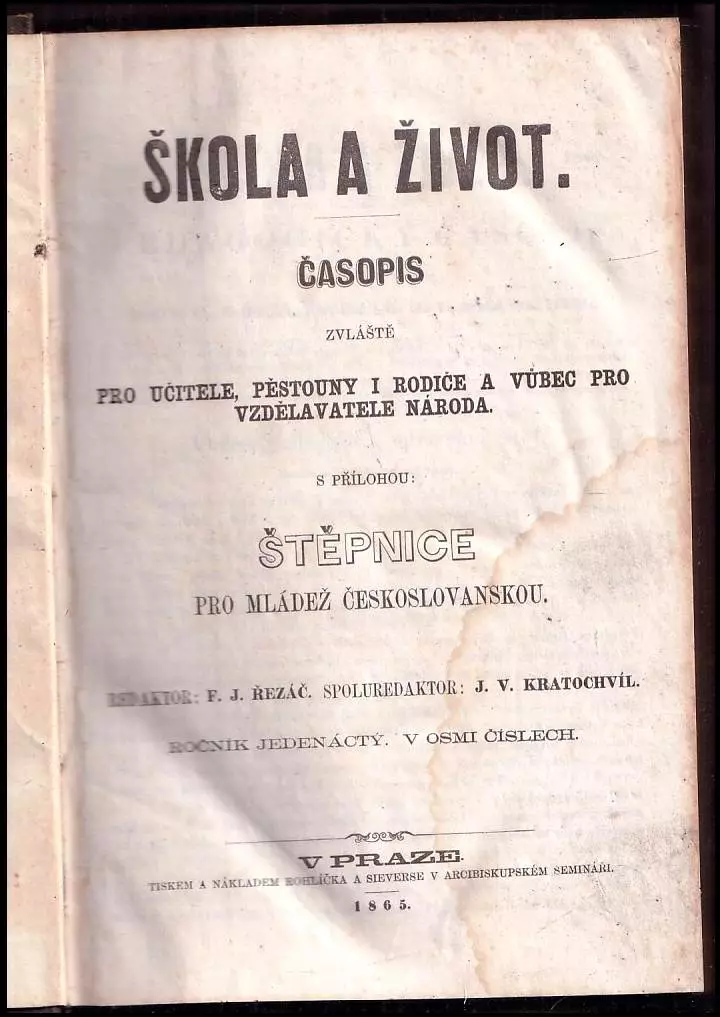 ŠKOLA A ŽIVOT.
ČASOPIS
ZVLÁŠTĚ
PRO UČITELE, PĚSTOUNY I RODIČE A VŮBEC PRO
VZDĚLAVATELE NÁRODA.
S PŘÍLOHOU:
ŠTĚPNICE
PRO MLÁDEŽ ČESKOSLOVANSKOU.
REDAKTOR: F. J. ŘEZÁČ. SPOLUREDAKTOR: J. V. KRATOCHVÍL.
ROČNÍK JEDENÁCTÝ. V OSMI ČÍSLECH.
V PRAZE.
TISKEM A NÁKLADEM ROHLÍČKA A SIEVERSE V ARCIBISKUPSKÉM SEMINÁŘI.
1865.